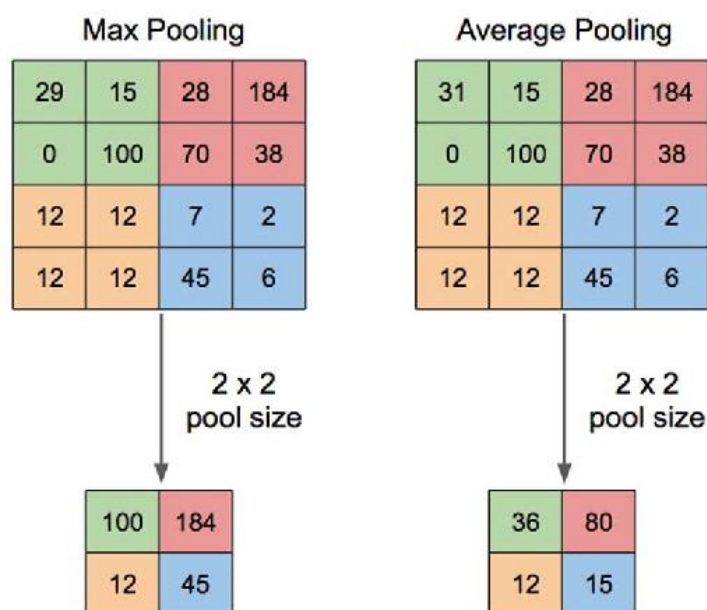 Max Pooling
29 15 28 184
0 100 70 38
12 12 7 2
12 12 45 6
2 x 2
pool size
100 184
12 45
Average Pooling
31 15 28 184
0 100 70 38
12 12 7 2
12 12 45 6
2 x 2
pool size
36 80
12 15